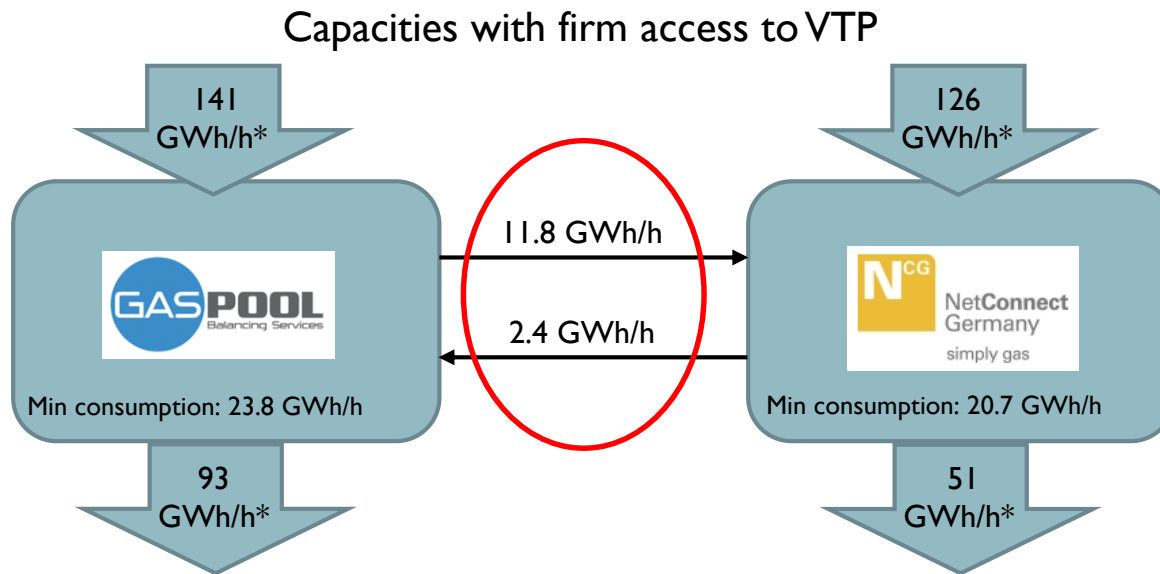 Capacities with firm access to VTP
141
GWh/h*
126
GWh/h*
11.8 GWh/h
GASPOOL
Balancing Services
NCG
NetConnect
Germany
simply gas
2.4 GWh/h
Min consumption: 23.8 GWh/h
Min consumption: 20.7 GWh/h
93
GWh/h*
51
GWh/h*